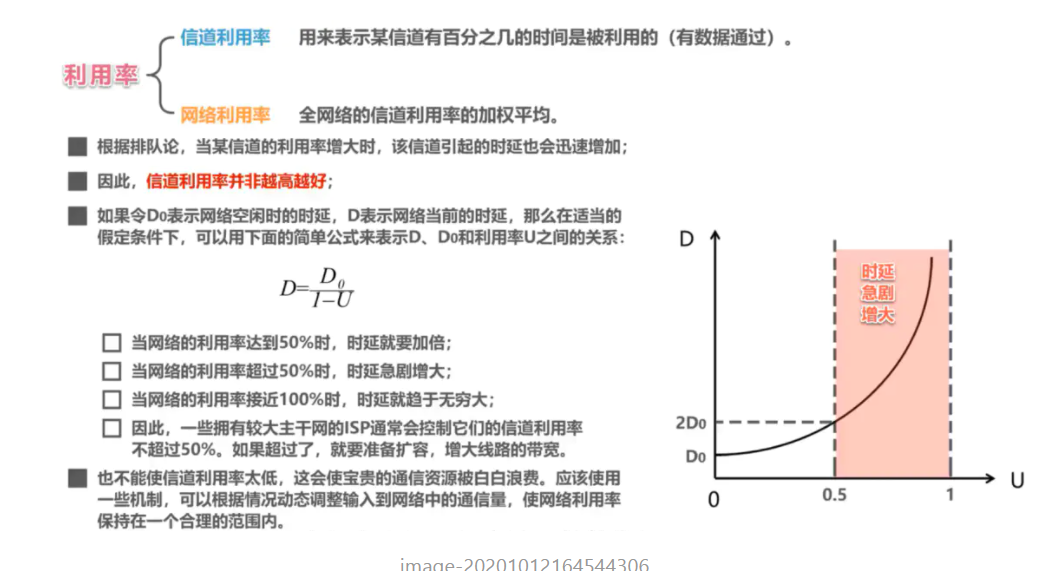 信道利用率 用来表示某信道有百分之几的时间是被利用的（有数据通过）。
利用率
网络利用率 全网络的信道利用率的加权平均。
根据排队论，当某信道的利用率增大时，该信道引起的时延也会迅速增加；
因此，信道利用率并非越高越好；
如果令D0表示网络空闲时的时延，D表示网络当前的时延，那么在适当的
假定条件下，可以用下面的简单公式来表示D、D0和利用率U之间的关系：
D=D0/1-U
当网络的利用率达到50%时，时延就要加倍；
当网络的利用率超过50%时，时延急剧增大；
当网络的利用率接近100%时，时延就趋于无穷大；
因此，一些拥有较大主干网的ISP通常会控制它们的信道利用率
不超过50%。如果超过了，就要准备扩容，增大线路的带宽。
也不能使信道利用率太低，这会使宝贵的通信资源被白白浪费。应该使用
一些机制，可以根据情况动态调整输入到网络中的通信量，使网络利用率
保持在一个合理的范围内。
D
时延
急剧
增大
2D0
D0
0
0.5
1
U
image-20201012164544306